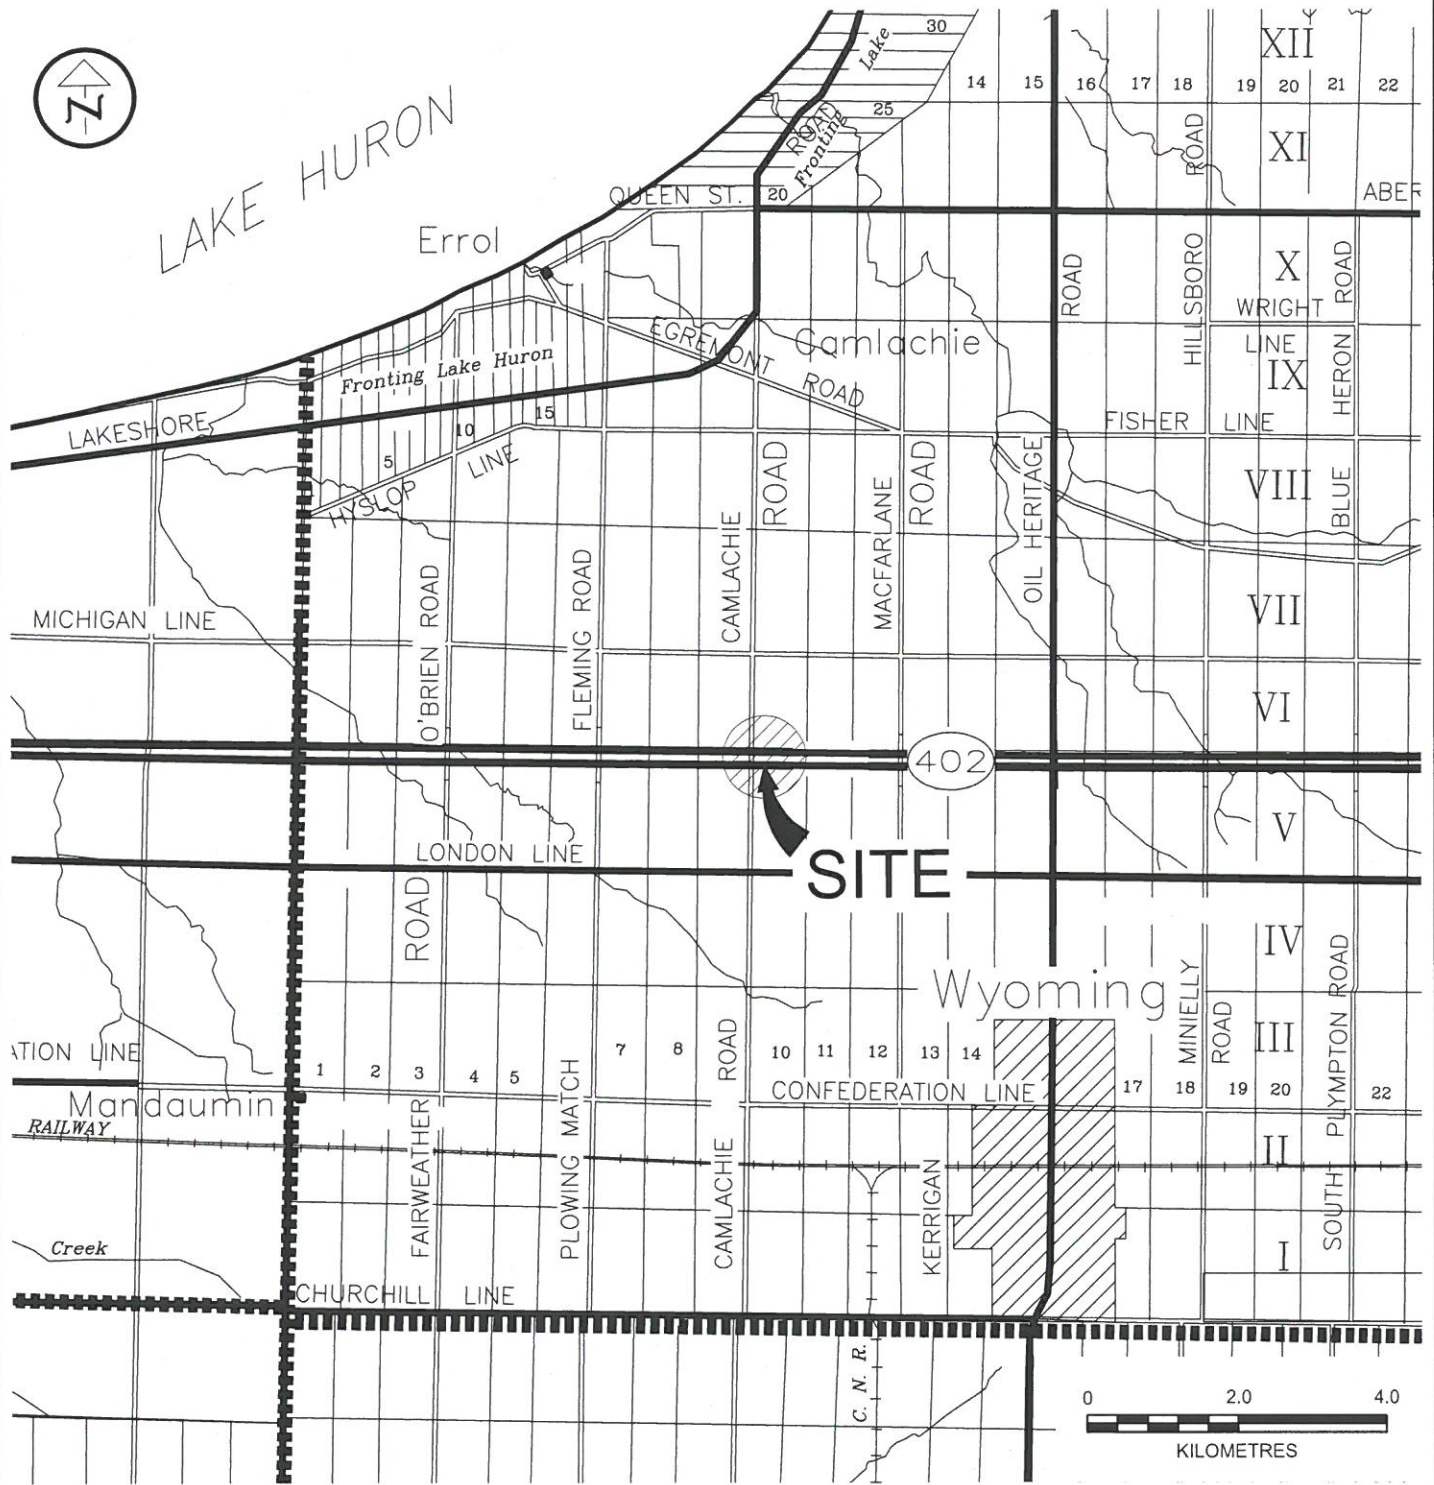 30
XII
Lake
14
15
16
17
18
19
20
21
22
N
25
LAKE HURON
ROAD
Fronting
ROAD
XI
QUEEN ST.
20
ABER
Errol
ROAD
HILLSBORO
X
BLUE HERON ROAD
WRIGHT
LINE
EGREMONT ROAD
Camlachie
IX
Fronting Lake Huron
LAKESHORE
15
10
5
FISHER LINE
HYSLOP LINE
ROAD
ROAD
OIL HERITAGE
VIII
CAMLACHIE
MACFARLANE
MICHIGAN LINE
O'BRIEN ROAD
FLEMING ROAD
VII
VI
402
V
LONDON LINE
SITE
ROAD
IV
Wyoming
MINIELLY
ROAD
III
SOUTH PLYMPTON ROAD
ATION LINE
1
2
3
4
5
7
8
ROAD
10
11
12
13
14
17
18
19
20
22
CONFEDERATION LINE
Mandaumin
RAILWAY
FAIRWEATHER
PLOWING MATCH
CAMLACHIE
KERRIGAN
II
Creek
I
CHURCHILL LINE
C. N. R.
0 2.0 4.0
KILOMETRES